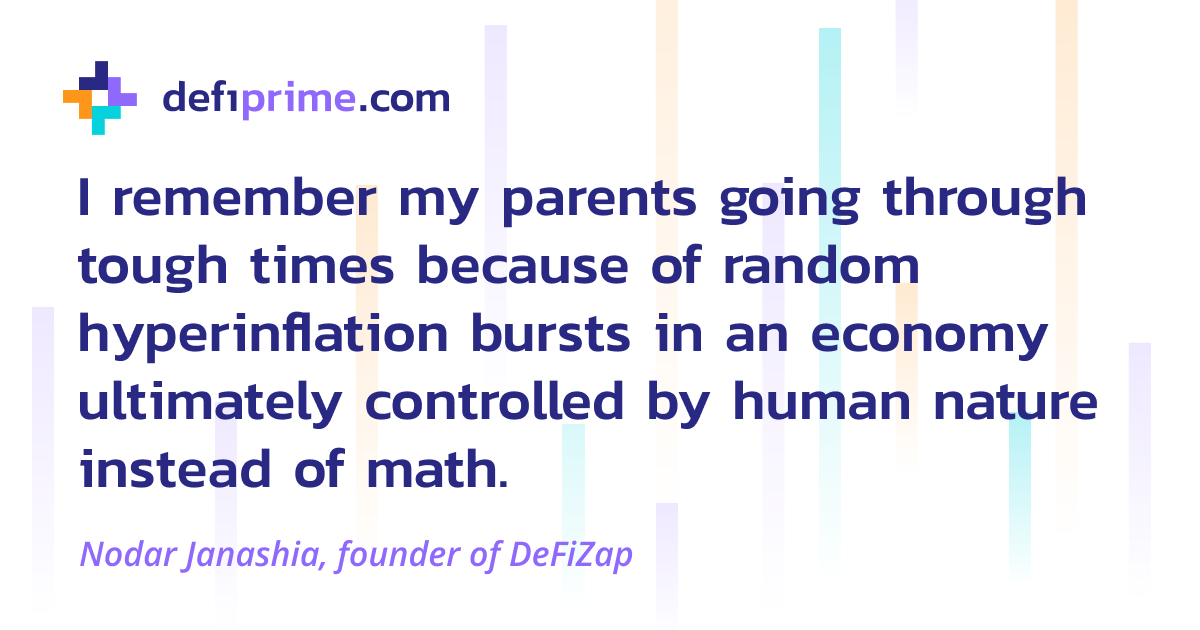 defiprime.com
I remember my parents going through
tough times because of random
hyperinflation bursts in an economy
ultimately controlled by human nature
instead of math.
Nodar Janashia, founder of DeFiZap